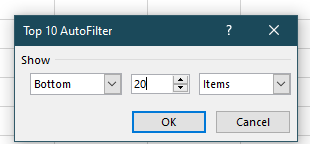 Top 10 AutoFilter ? ×
Show
Bottom 20 Items
OK Cancel